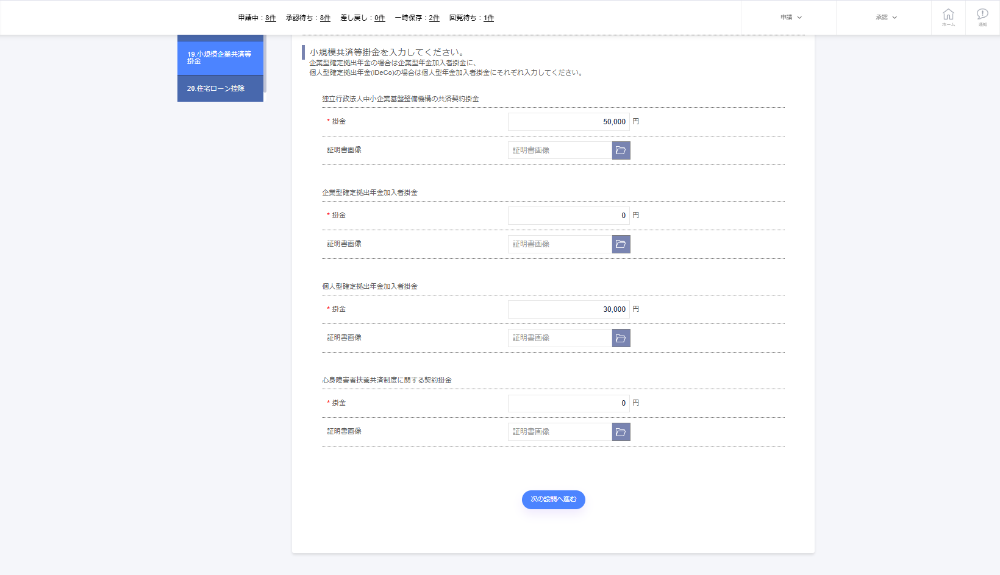 申請中：8件 承認待ち：8件 差し戻し：0件 一時保存：2件 回覧待ち：1件
申請
承認
ホーム
通知
19.小規模企業共済等
掛金
20.住宅ローン控除
小規模共済等掛金を入力してください。
企業型確定拠出年金の場合は企業型年金加入者掛金に、
個人型確定拠出年金(iDeCo)の場合は個人型年金加入者掛金にそれぞれ入力してください。
独立行政法人中小企業基盤整備機構の共済契約掛金
* 掛金 50,000 円
証明書画像 証明書画像
企業型確定拠出年金加入者掛金
* 掛金 0 円
証明書画像 証明書画像
個人型確定拠出年金加入者掛金
* 掛金 30,000 円
証明書画像 証明書画像
心身障害者扶養共済制度に関する契約掛金
* 掛金 0 円
証明書画像 証明書画像
次の設問へ進む